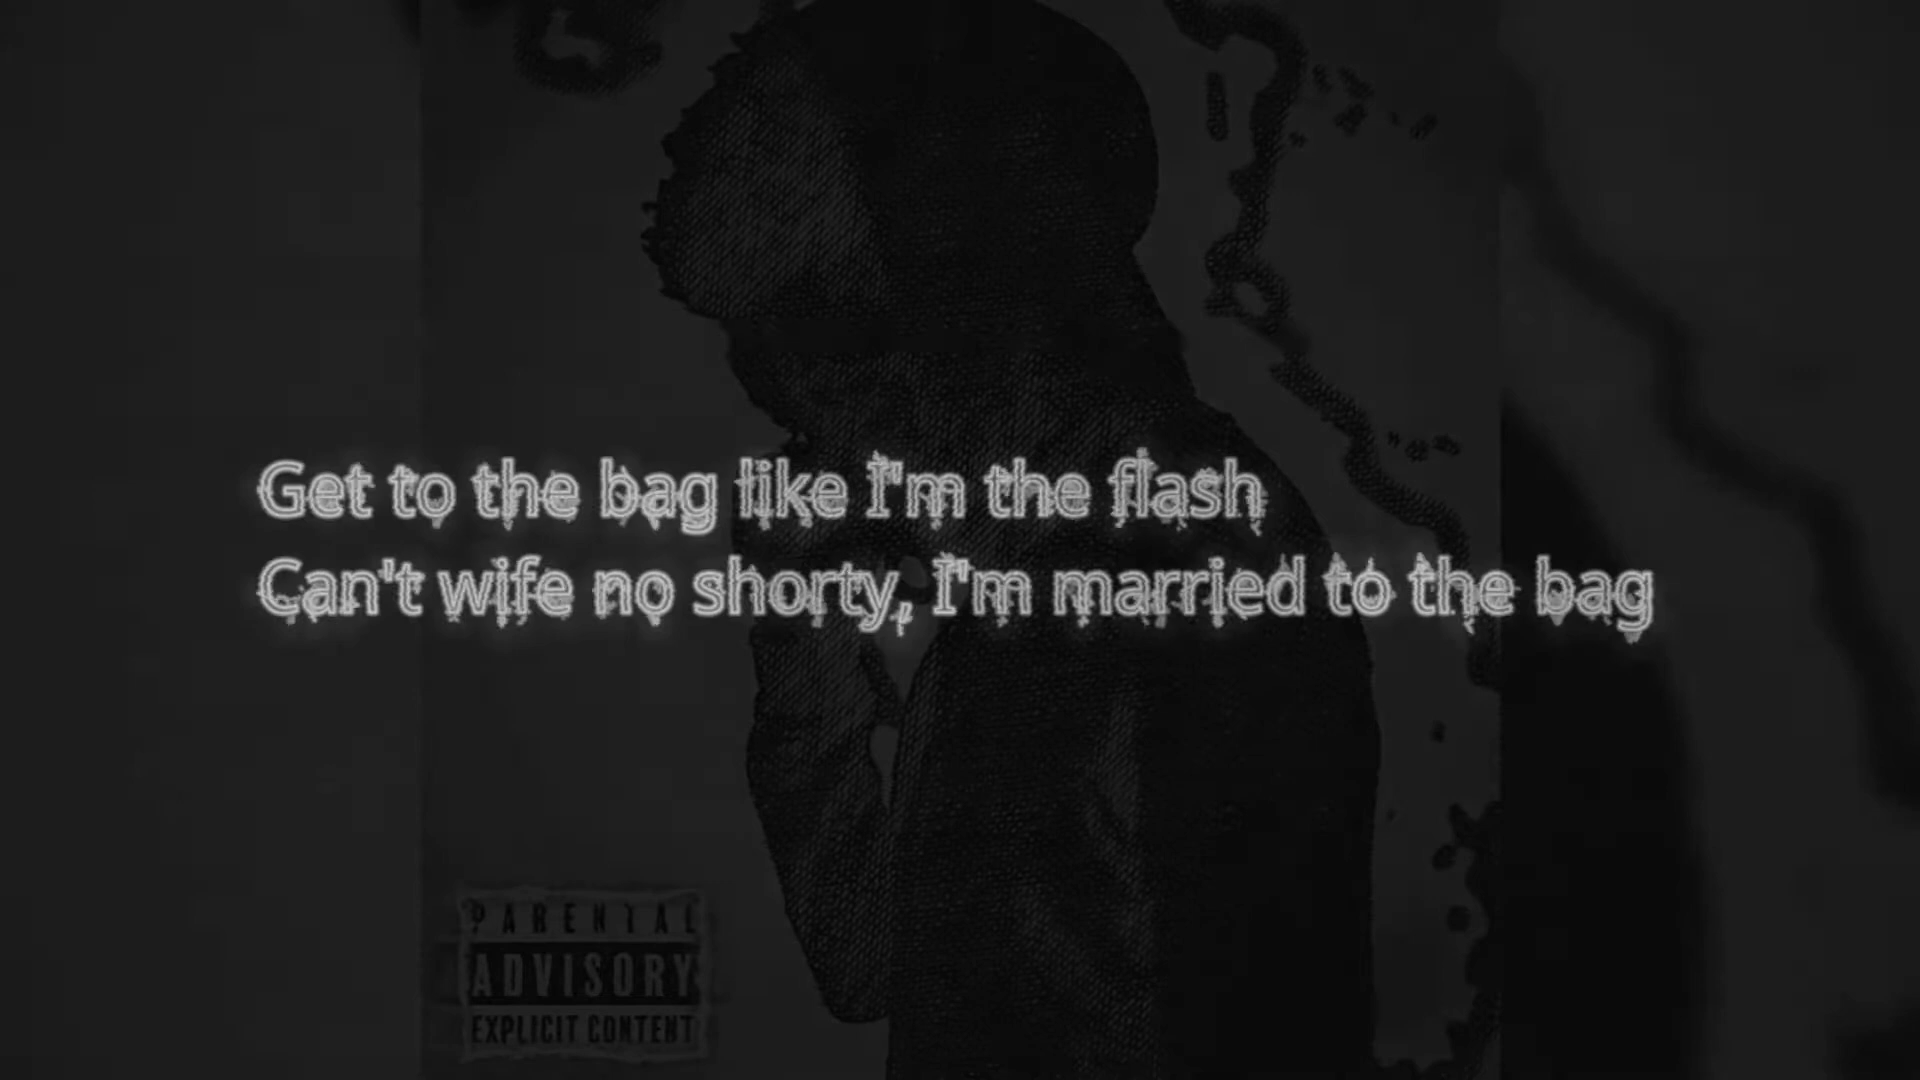 Get to the bag like I'm the flash
Can't wife no shorty, I'm married to the bag
PARENTAL
ADVISORY
EXPLICIT CONTENT